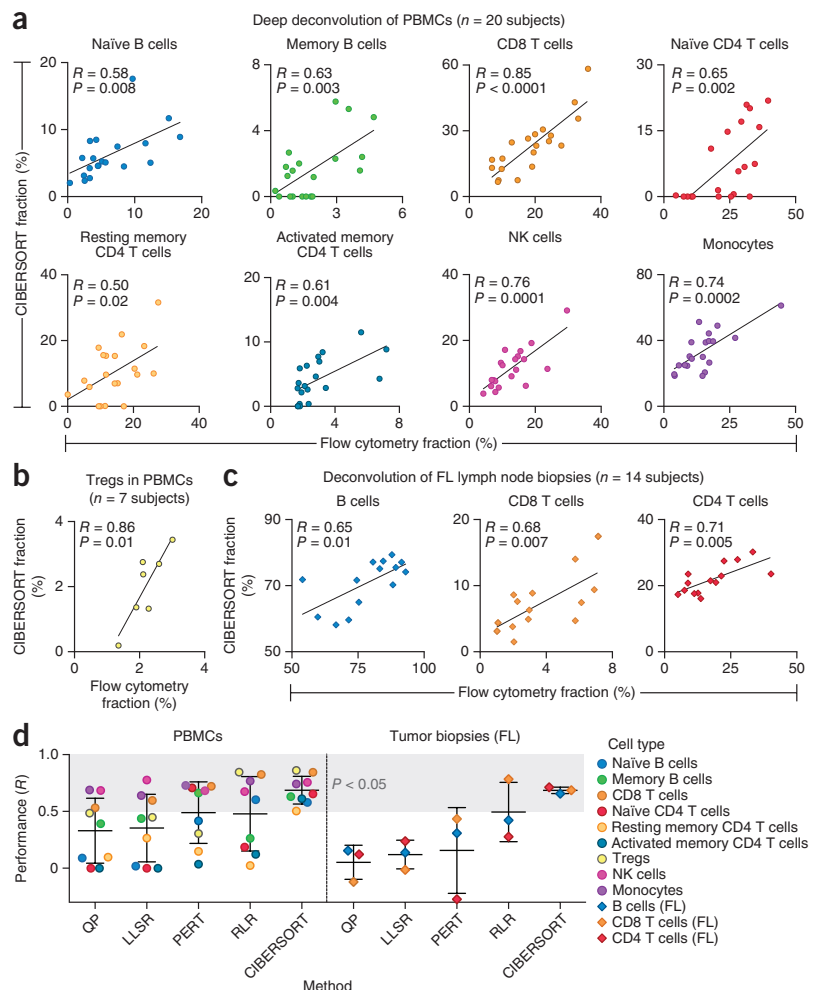 a
Deep deconvolution of PBMCs (n = 20 subjects)
Naïve B cells
Memory B cells
CD8 T cells
Naïve CD4 T cells
R = 0.58
P = 0.008
R = 0.63
P = 0.003
R = 0.85
P < 0.0001
R = 0.65
P = 0.002
20
10
0
0 10 20
8
4
0
0 3 6
60
30
0
0 20 40
30
15
0
0 25 50
CIBERSORT fraction (%)
Resting memory
CD4 T cells
Activated memory
CD4 T cells
NK cells
Monocytes
R = 0.50
P = 0.02
R = 0.61
P = 0.004
R = 0.76
P = 0.0001
R = 0.74
P = 0.0002
40
20
0
0 20 40
20
10
0
0 4 8
40
20
0
0 20 40
80
40
0
0 25 50
Flow cytometry fraction (%)
b
Tregs in PBMCs
(n = 7 subjects)
CIBERSORT fraction
(%)
R = 0.86
P = 0.01
4
2
0
0 2 4
Flow cytometry
fraction (%)
c
Deconvolution of FL lymph node biopsies (n = 14 subjects)
B cells
CD8 T cells
CD4 T cells
CIBERSORT fraction
(%)
R = 0.65
P = 0.01
R = 0.68
P = 0.007
R = 0.71
P = 0.005
90
70
50
50 75 100
20
10
0
0 4 8
40
20
0
0 25 50
Flow cytometry fraction (%)
d
PBMCs
Tumor biopsies (FL)
Performance (R)
1.0
0.5
0
P < 0.05
QP
LLSR
PERT
RLR
CIBERSORT
QP
LLSR
PERT
RLR
CIBERSORT
Method
Cell type
Naïve B cells
Memory B cells
CD8 T cells
Naïve CD4 T cells
Resting memory CD4 T cells
Activated memory CD4 T cells
Tregs
NK cells
Monocytes
B cells (FL)
CD8 T cells (FL)
CD4 T cells (FL)